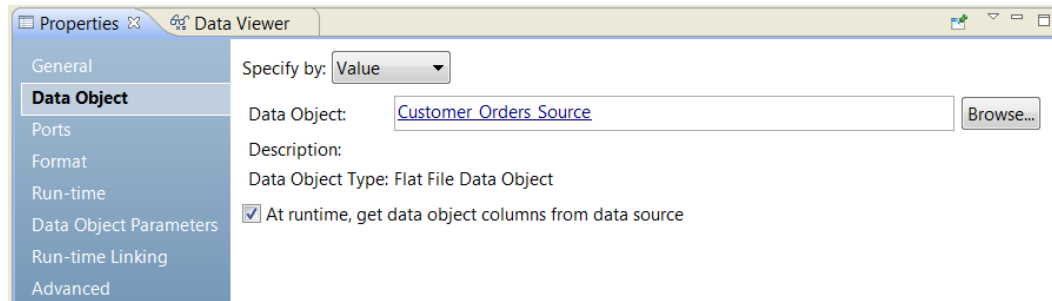 Properties Data Viewer
General
Specify by: Value
Data Object
Data Object: Customer_Orders_Source Browse...
Ports
Description:
Format
Data Object Type: Flat File Data Object
Run-time
At runtime, get data object columns from data source
Data Object Parameters
Run-time Linking
Advanced